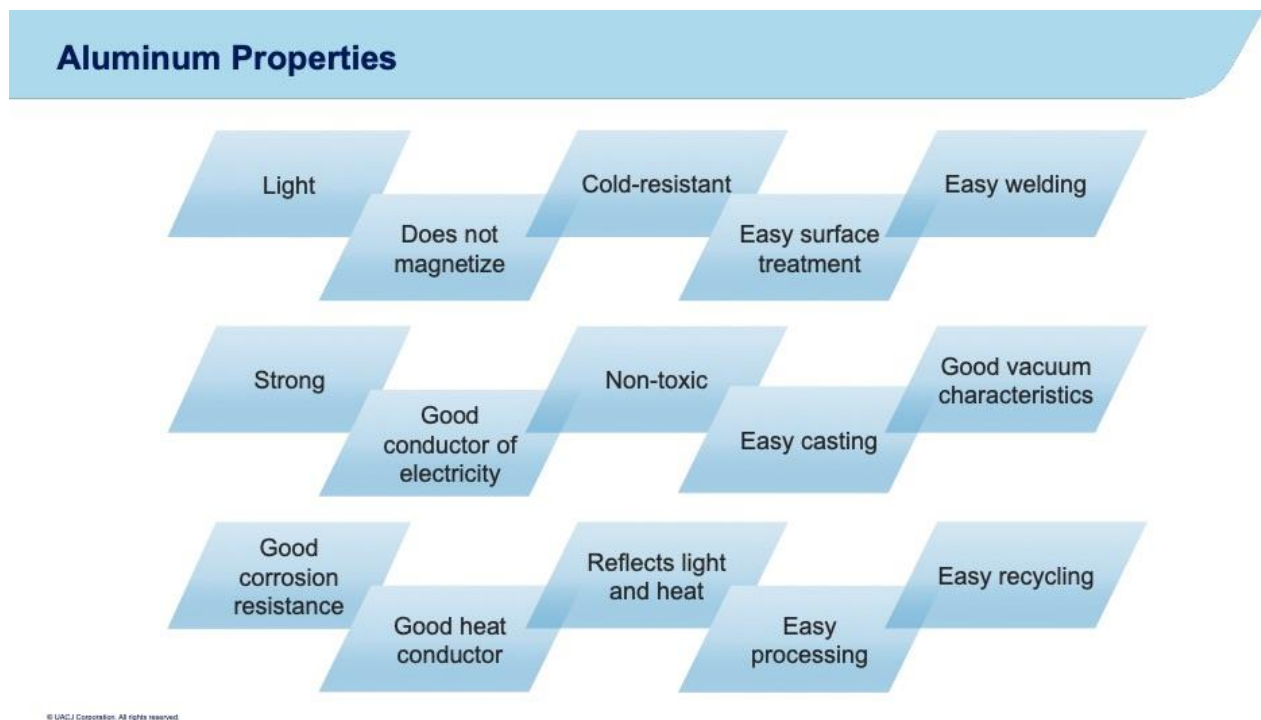 Aluminum Properties
Light
Does not
magnetize
Cold-resistant
Easy surface
treatment
Easy welding
Strong
Good
conductor of
electricity
Non-toxic
Easy casting
Good vacuum
characteristics
Good
corrosion
resistance
Good heat
conductor
Reflects light
and heat
Easy
processing
Easy recycling
© UACJ Corporation. All rights reserved.